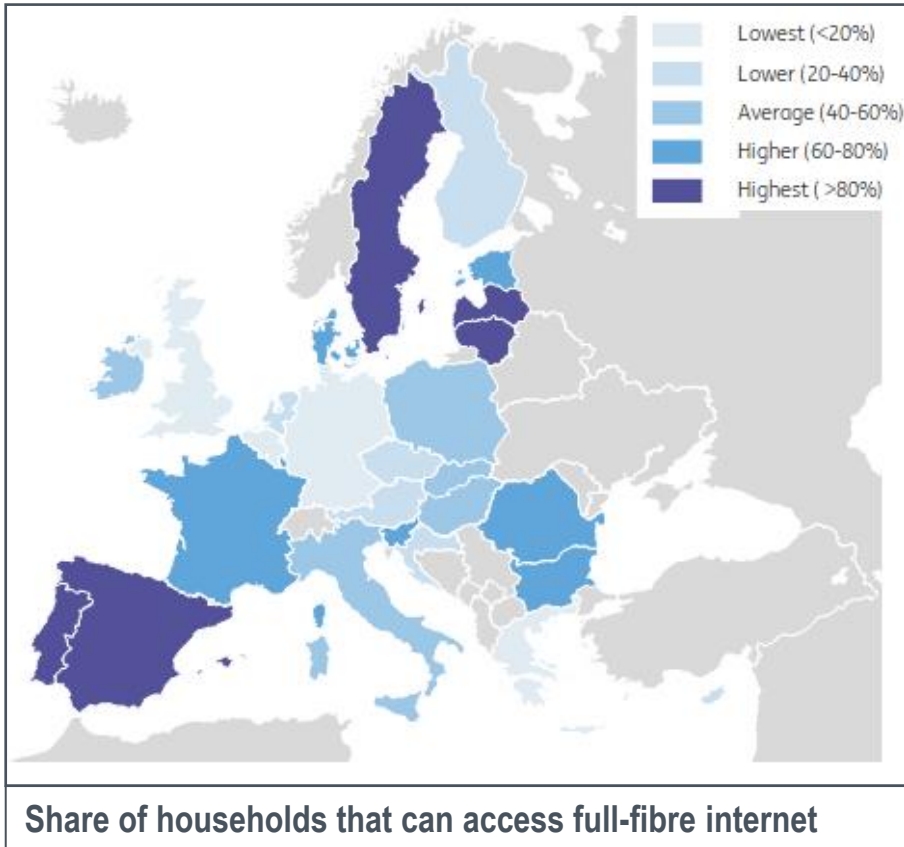 Lowest (<20%)
Lower (20-40%)
Average (40-60%)
Higher (60-80%)
Highest ( >80%)
Share of households that can access full-fibre internet